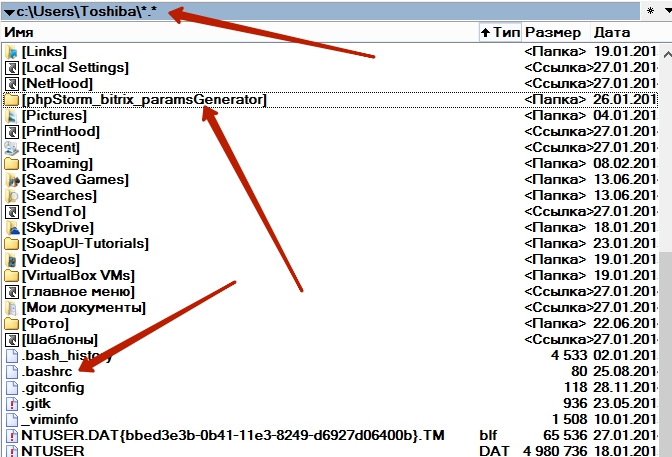 c:\Users\Toshiba\*.*
Имя Тип Размер Дата
[Links] <Папка> 19.01.201
[Local Settings] <Ссылка> 27.01.201
[NetHood] <Ссылка> 27.01.201
[phpStorm_bitrix_paramsGenerator] <Папка> 26.01.201
[Pictures] <Папка> 04.01.201
[PrintHood] <Ссылка> 27.01.201
[Recent] <Ссылка> 27.01.201
[Roaming] <Папка> 08.02.201
[Saved Games] <Папка> 13.06.201
[Searches] <Папка> 13.06.201
[SendTo] <Ссылка> 27.01.201
[SkyDrive] <Папка> 18.01.201
[SoapUI-Tutorials] <Папка> 23.01.201
[Videos] <Папка> 19.01.201
[VirtualBox VMs] <Папка> 19.01.201
[главное меню] <Ссылка> 27.01.201
[Мои документы] <Ссылка> 27.01.201
[Фото] <Папка> 22.06.201
[Шаблоны] <Ссылка> 27.01.201
.bash_history 4 533 02.01.201
.bashrc 80 25.08.201
.gitconfig 118 28.11.201
.gitk 936 23.05.201
_viminfo 1 508 10.01.201
NTUSER.DAT{bbed3e3b-0b41-11e3-8249-d6927d06400b}.TM blf 65 536 27.01.201
NTUSER DAT 4 980 736 18.01.201